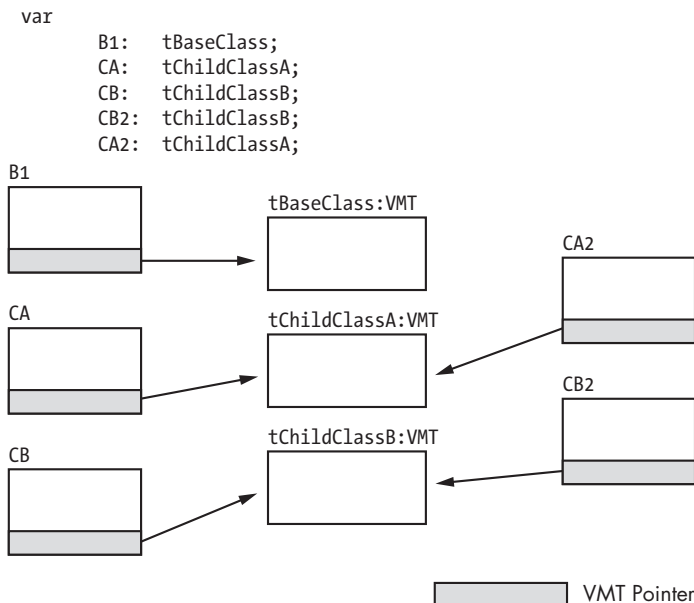 var
B1: tBaseClass;
CA: tChildClassA;
CB: tChildClassB;
CB2: tChildClassB;
CA2: tChildClassA;
B1
tBaseClass:VMT
CA2
CA
tChildClassA:VMT
CB2
tChildClassB:VMT
CB
VMT Pointer